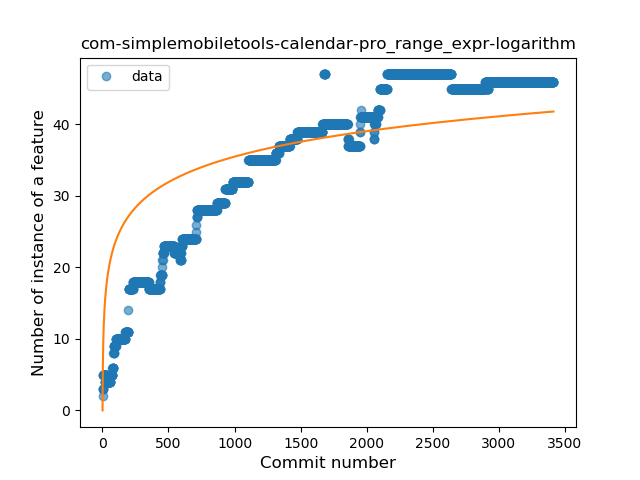 com-simplemobiletools-calendar-pro_range_expr-logarithm
data
Number of instance of a feature
40
30
20
10
0
0 500 1000 1500 2000 2500 3000 3500
Commit number